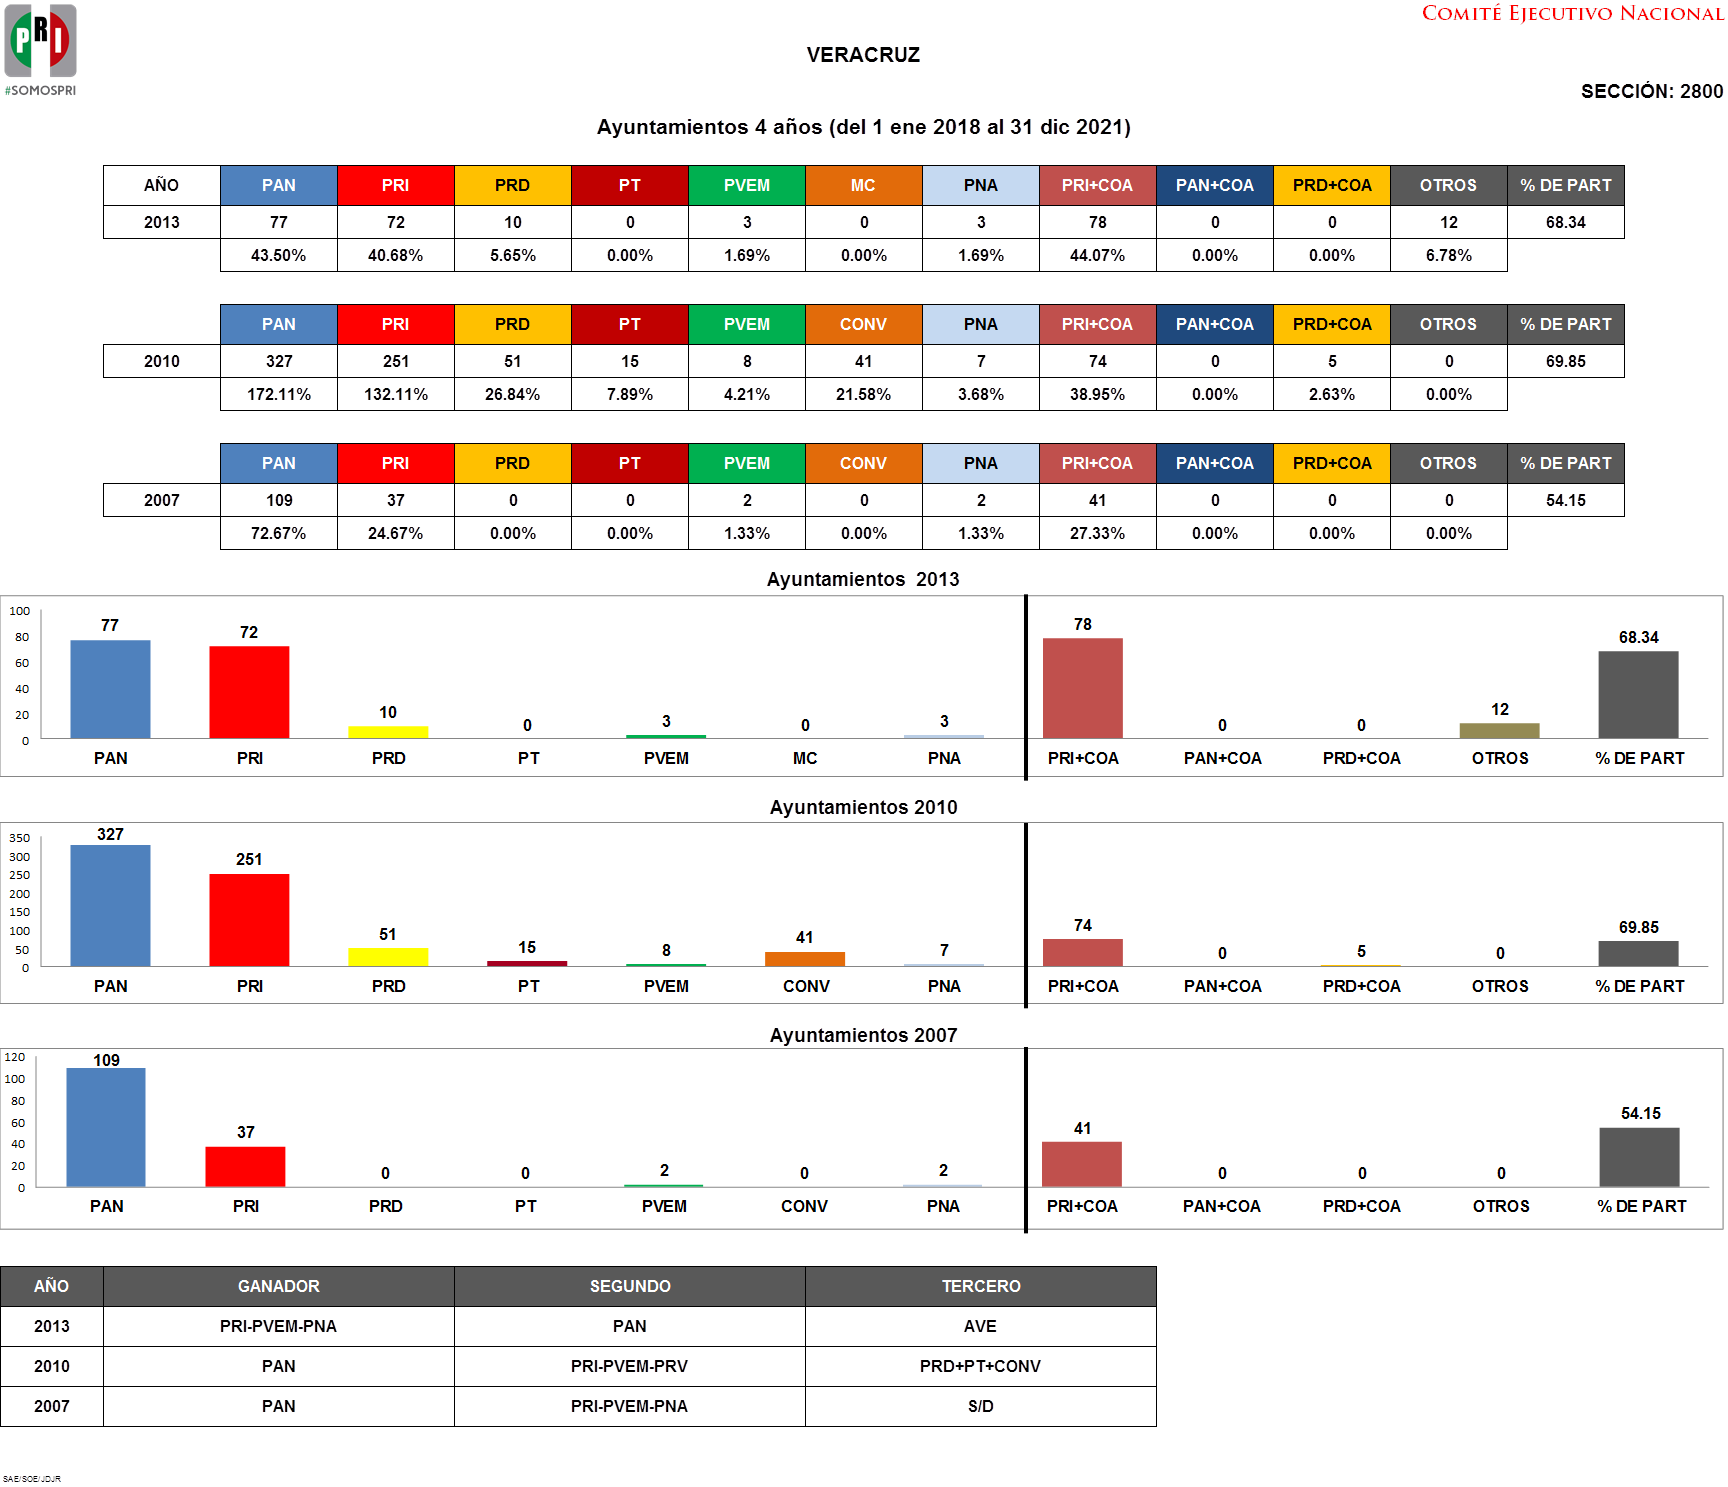 COMITÉ EJECUTIVO NACIONAL
PRI
#SOMOSPRI
VERACRUZ
SECCIÓN: 2800
Ayuntamientos 4 años (del 1 ene 2018 al 31 dic 2021)
AÑO PAN PRI PRD PT PVEM MC PNA PRI+COA PAN+COA PRD+COA OTROS % DE PART
2013 77 72 10 0 3 0 3 78 0 0 12 68.34
43.50% 40.68% 5.65% 0.00% 1.69% 0.00% 1.69% 44.07% 0.00% 0.00% 6.78%
PAN PRI PRD PT PVEM CONV PNA PRI+COA PAN+COA PRD+COA OTROS % DE PART
2010 327 251 51 15 8 41 7 74 0 5 0 69.85
172.11% 132.11% 26.84% 7.89% 4.21% 21.58% 3.68% 38.95% 0.00% 2.63% 0.00%
PAN PRI PRD PT PVEM CONV PNA PRI+COA PAN+COA PRD+COA OTROS % DE PART
2007 109 37 0 0 2 0 2 41 0 0 0 54.15
72.67% 24.67% 0.00% 0.00% 1.33% 0.00% 1.33% 27.33% 0.00% 0.00% 0.00%
Ayuntamientos 2013
100
80
60
40
20
0
77 72 10 0 3 0 3 78 0 0 12 68.34
PAN PRI PRD PT PVEM MC PNA PRI+COA PAN+COA PRD+COA OTROS % DE PART
Ayuntamientos 2010
350
300
250
200
150
100
50
0
327 251 51 15 8 41 7 74 0 5 0 69.85
PAN PRI PRD PT PVEM CONV PNA PRI+COA PAN+COA PRD+COA OTROS % DE PART
Ayuntamientos 2007
120
100
80
60
40
20
0
109 37 0 0 2 0 2 41 0 0 0 54.15
PAN PRI PRD PT PVEM CONV PNA PRI+COA PAN+COA PRD+COA OTROS % DE PART
AÑO GANADOR SEGUNDO TERCERO
2013 PRI-PVEM-PNA PAN AVE
2010 PAN PRI-PVEM-PRV PRD+PT+CONV
2007 PAN PRI-PVEM-PNA S/D
SAE/SOE/JDJR